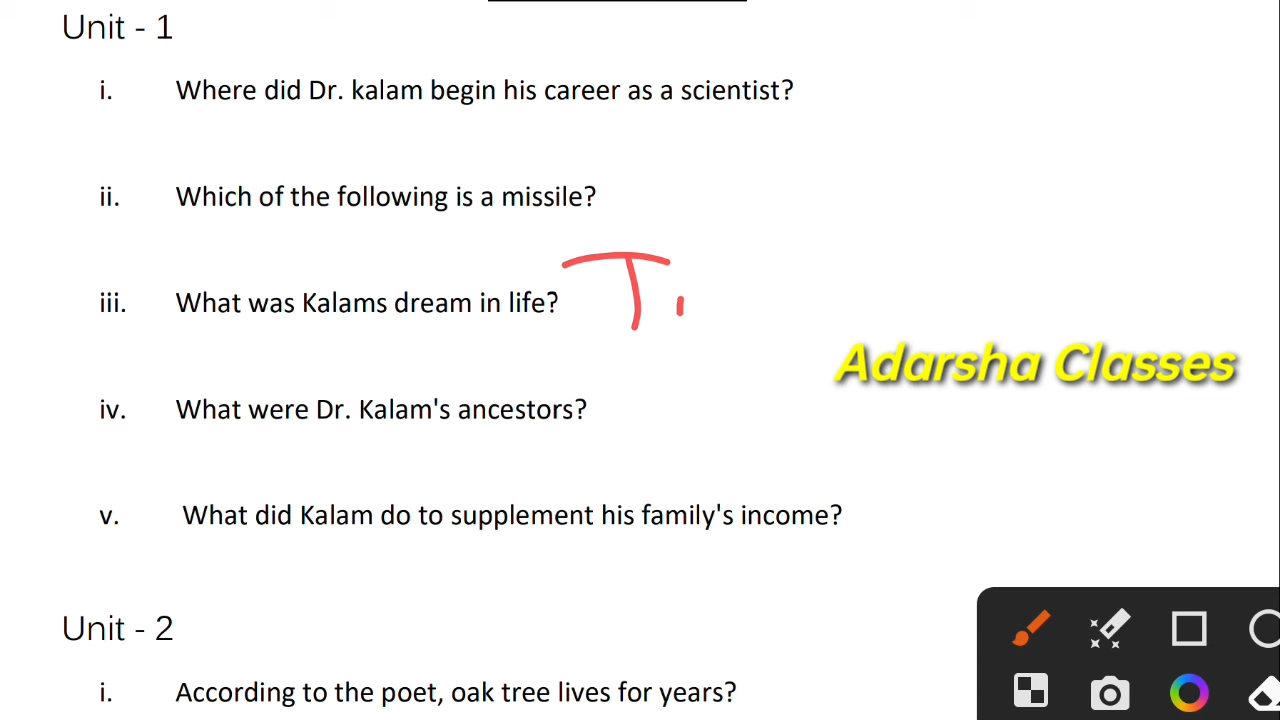 Unit - 1
i. Where did Dr. kalam begin his career as a scientist?
ii. Which of the following is a missile?
iii. What was Kalams dream in life?
Adarsha Classes
iv. What were Dr. Kalam's ancestors?
v. What did Kalam do to supplement his family's income?
Unit - 2
i. According to the poet, oak tree lives for years?